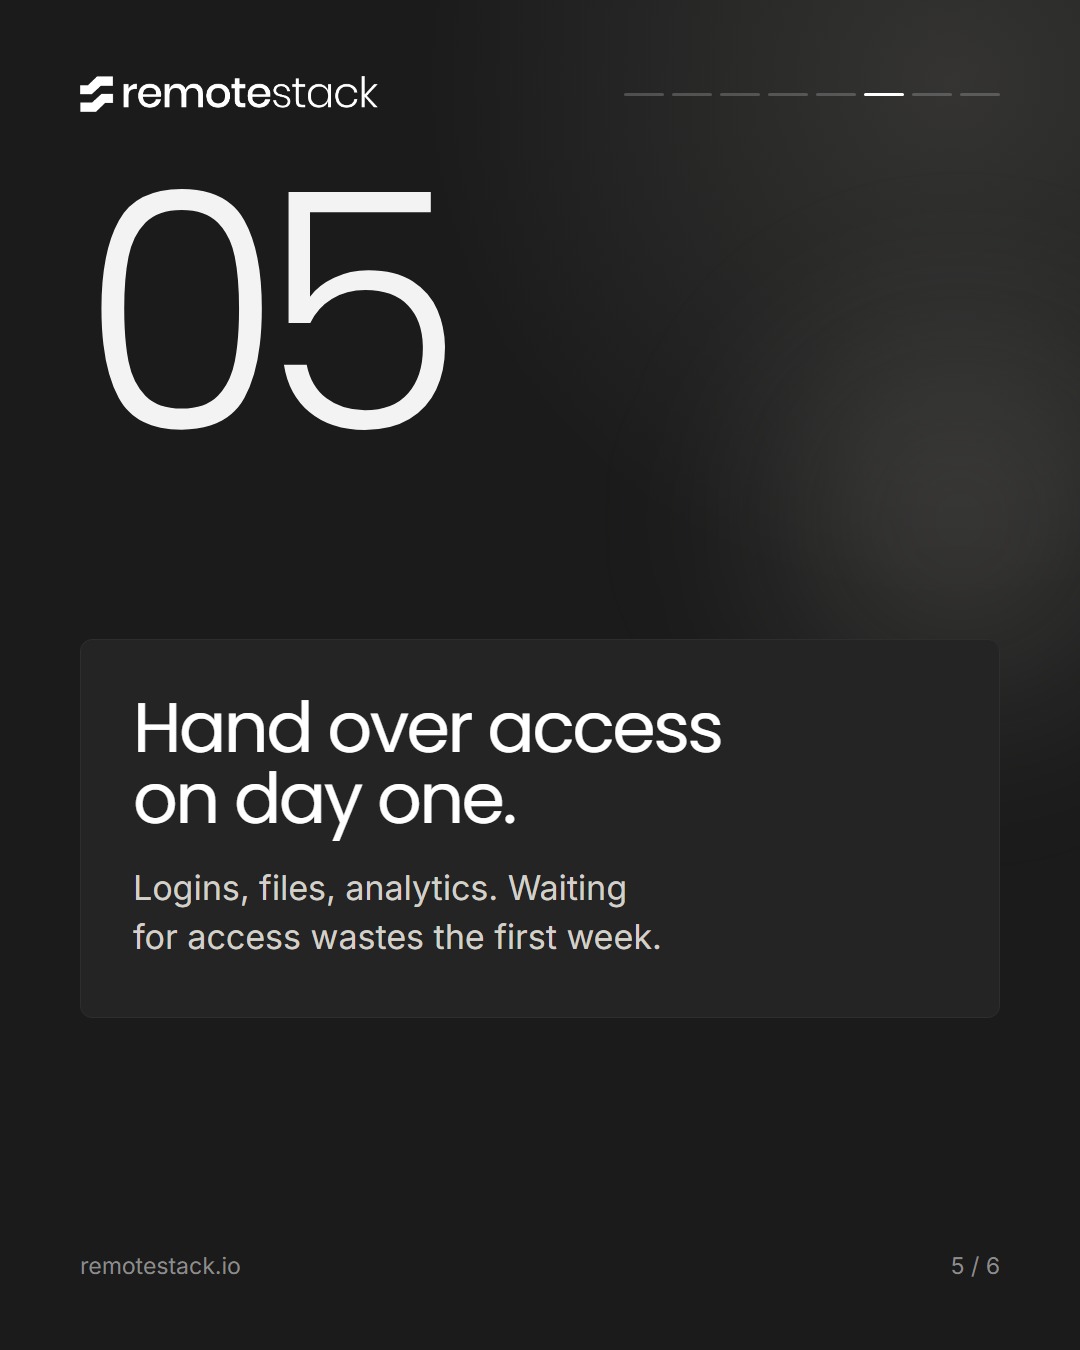 remotestack
05
Hand over access
on day one.
Logins, files, analytics. Waiting
for access wastes the first week.
remotestack.io
5 / 6